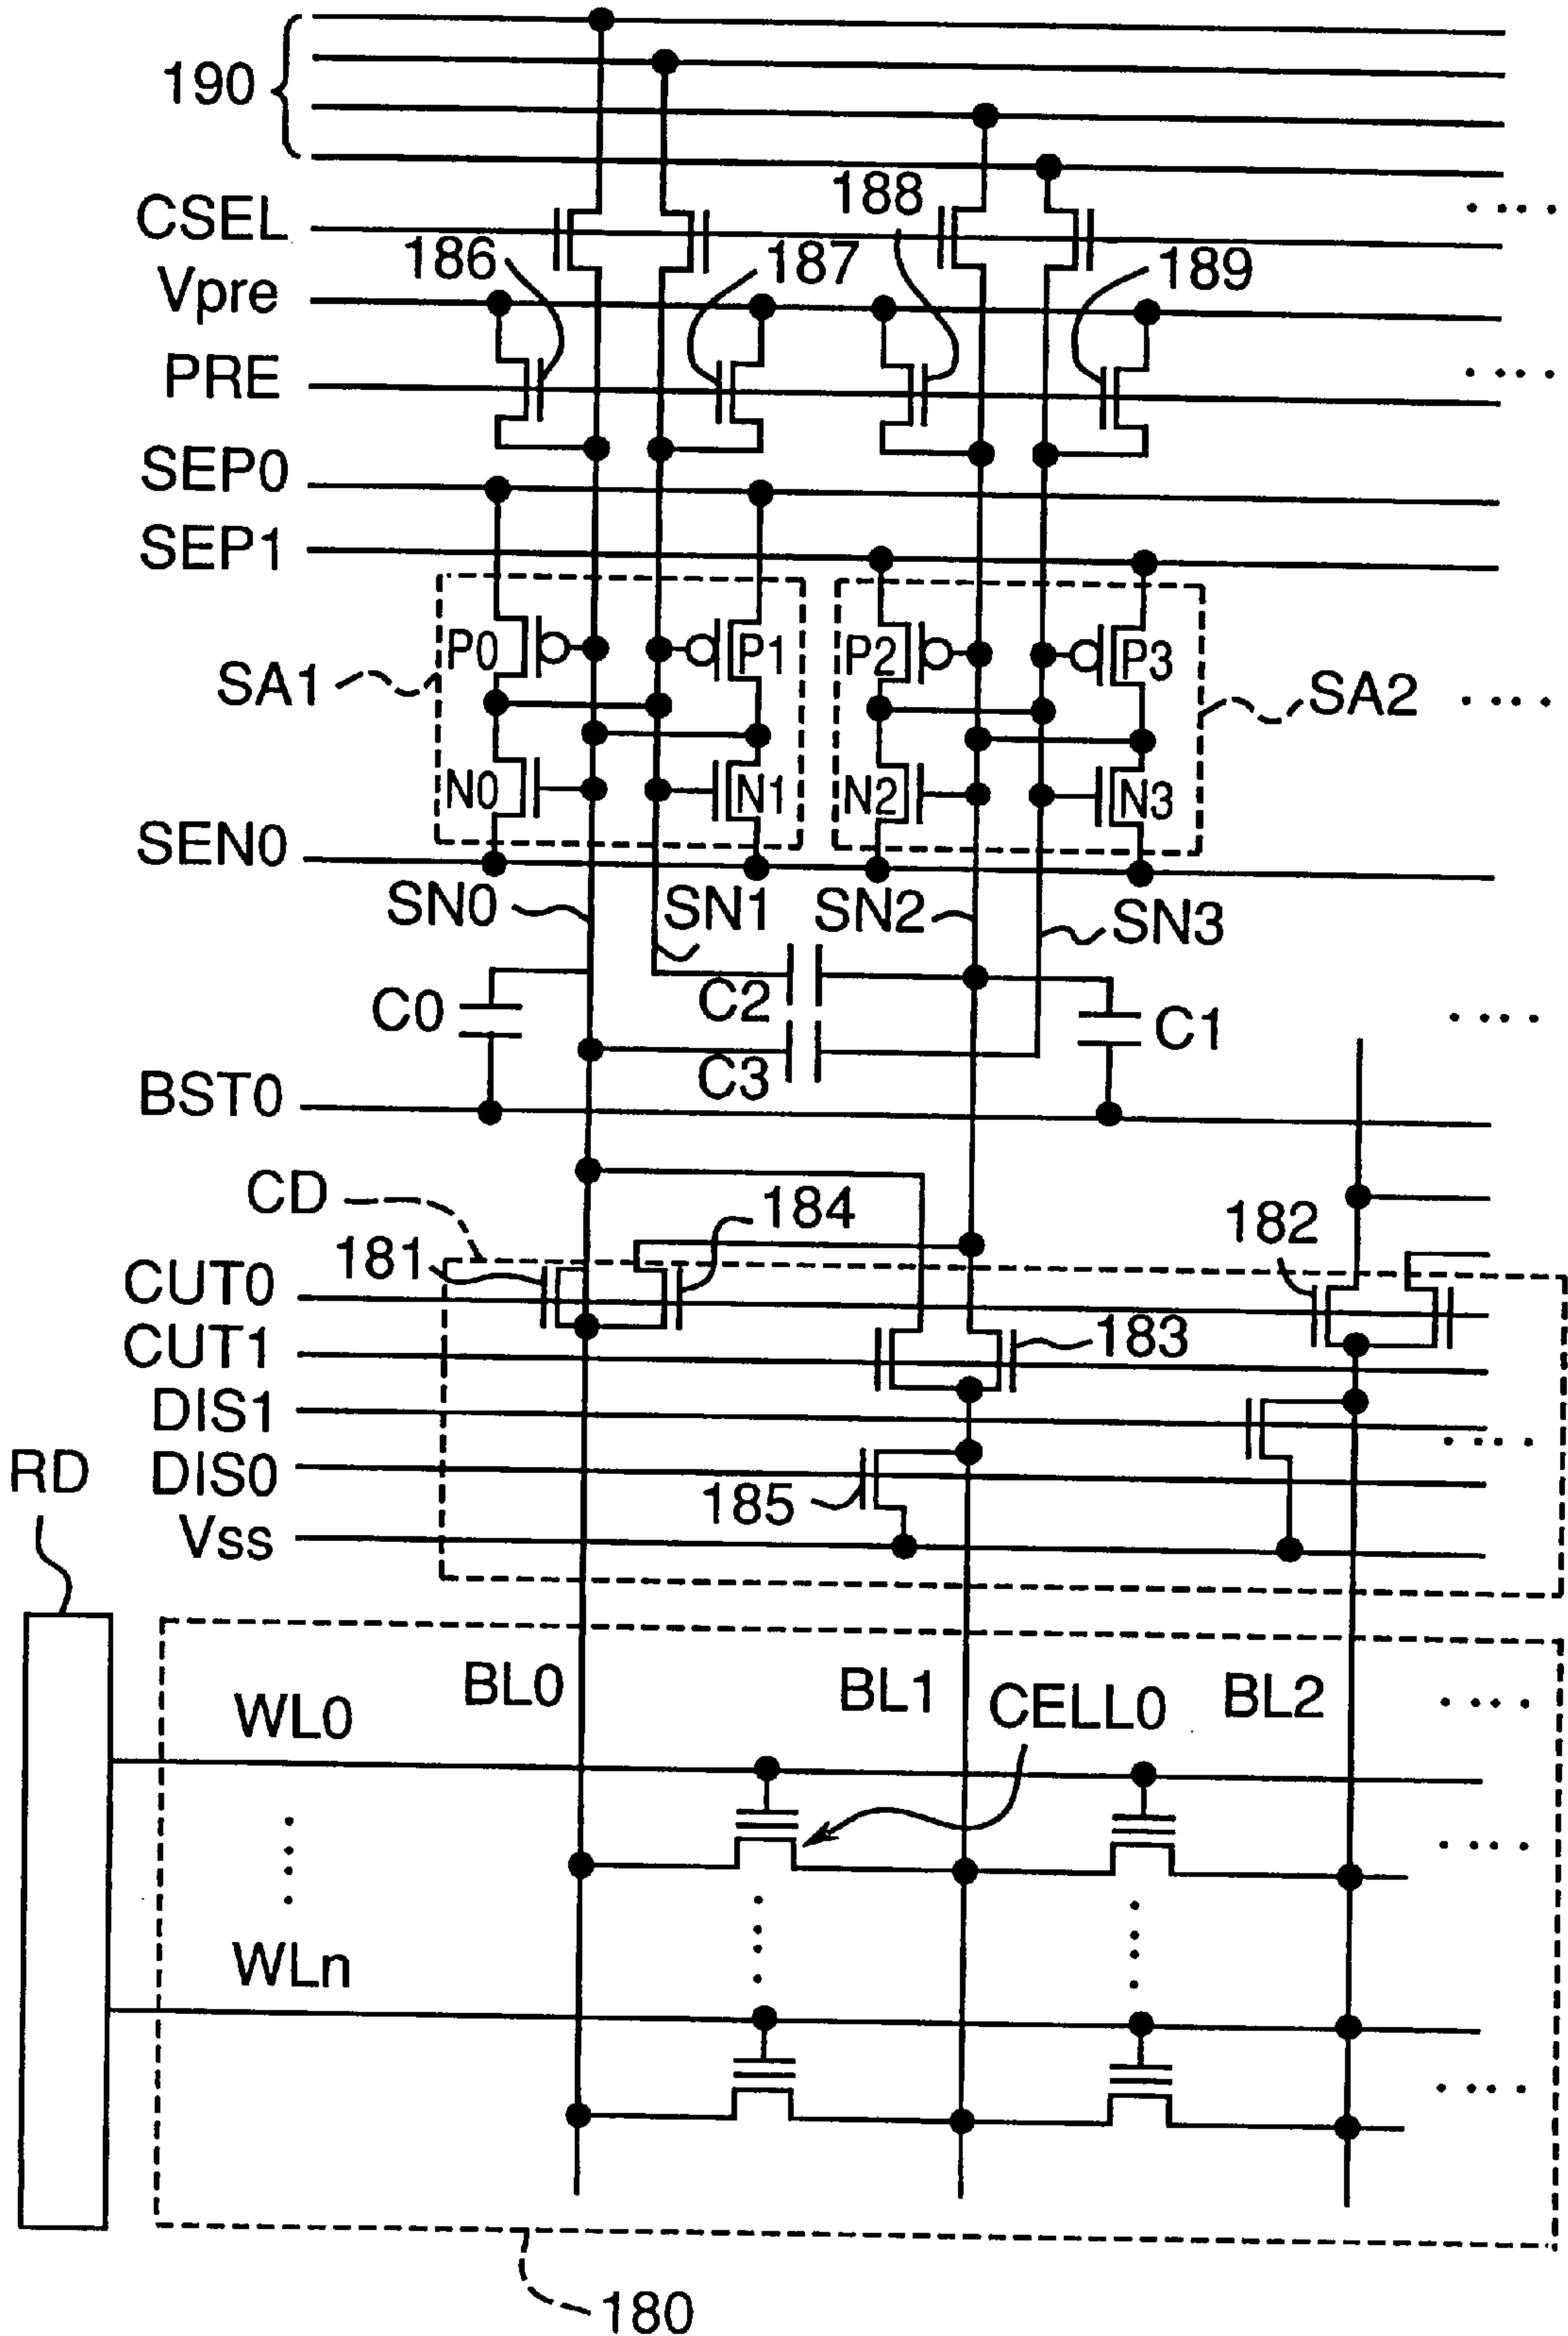 190
CSEL
188
186
187
189
Vpre
PRE
SEP0
SEP1
P0
P1
P2
P3
SA1
SA2
N0
N1
N2
N3
SEN0
SN0
SN1
SN2
SN3
C0
C2
C1
C3
BST0
CD
184
182
181
CUT0
183
CUT1
DIS1
RD
DIS0
185
Vss
BL0
BL1
CELL0
BL2
WL0
WLn
180